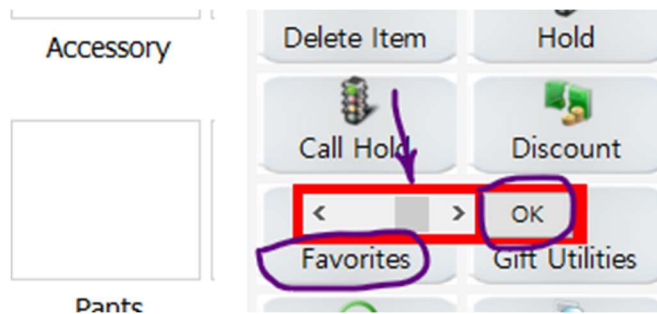 Delete Item Hold
Accessory
Call Hold Discount
< > OK
Favorites Gift Utilities
Pants